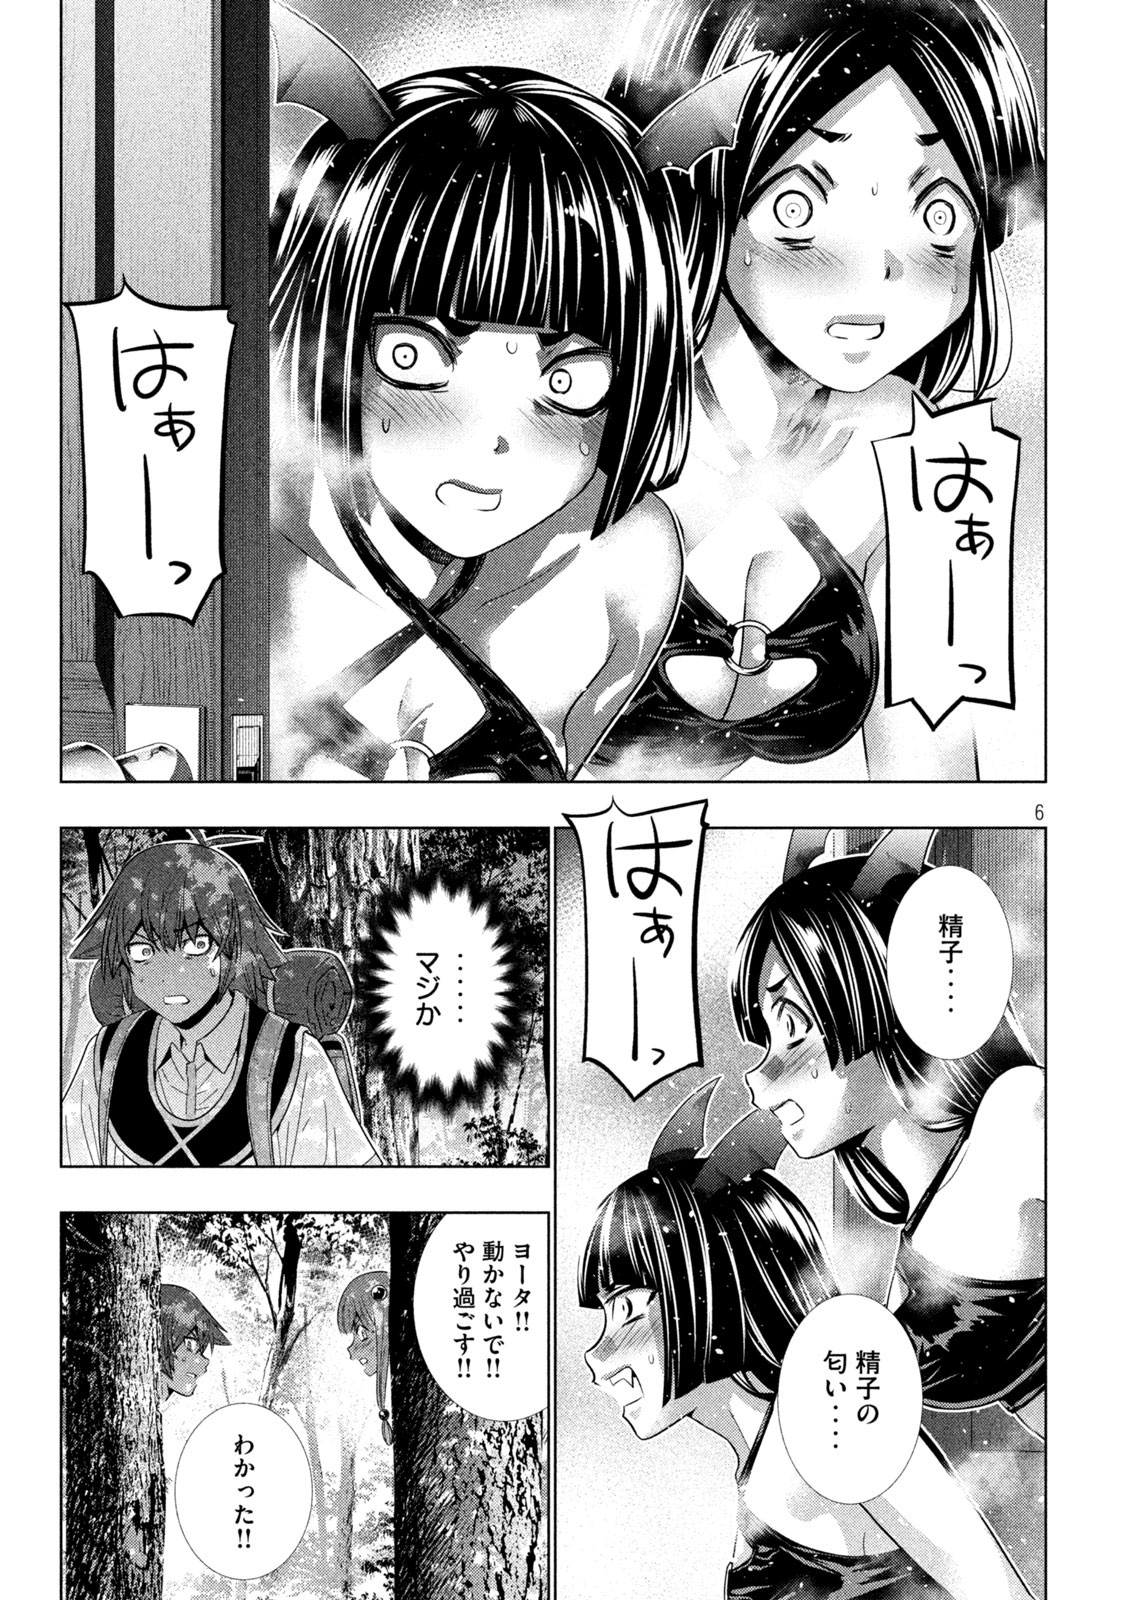 はぁーっ
はぁーっ
6
はぁーっ
精子‥‥
精子の
匂い‥‥
‥‥‥
マジか
ヨータ!!
動かないで!!
やり過ごす!!
わかった!!